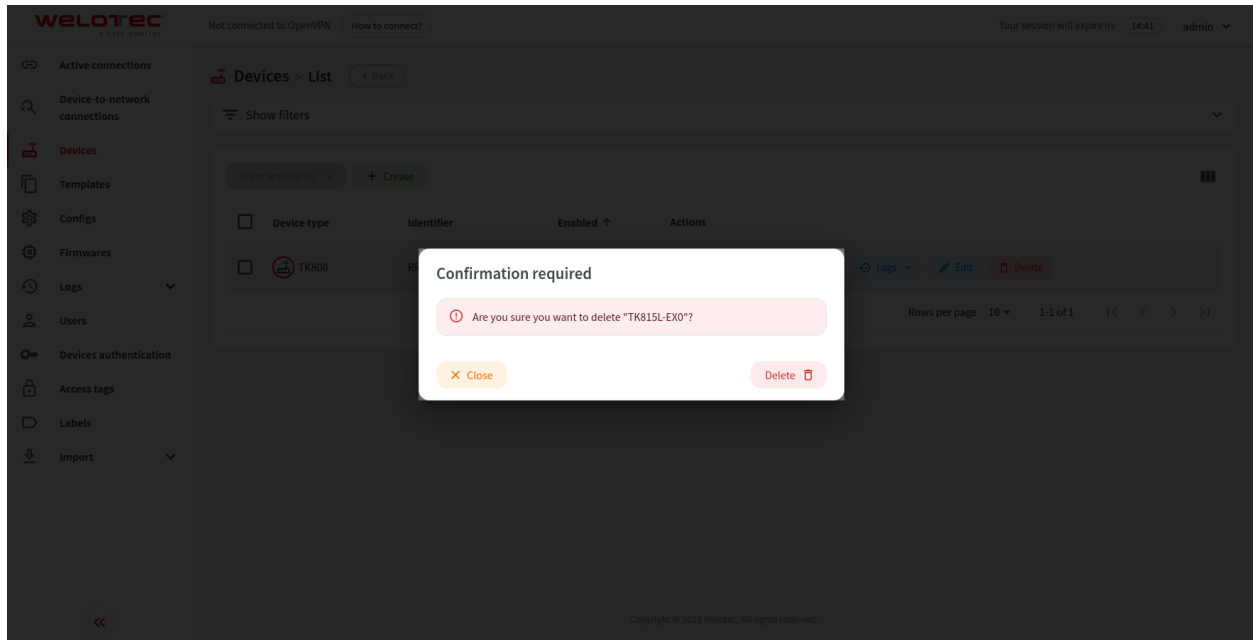 welotec
a byte smarter
Not connected to OpenVPN How to connect? Your session will expire in: 14:41 admin
Active connections
Device-to-network
connections
Devices
Templates
Configs
Firmwares
Logs
Users
Devices authentication
Access tags
Labels
Import
Devices > List < Back
Show filters
Mass actions (0) + Create
Device type Identifier Enabled Actions
TK800 Logs Edit Delete
Rows per page 10 1-1 of 1
Confirmation required
Are you sure you want to delete "TK815L-EX0"?
Close Delete
Copyright © 2023 Welotec. All rights reserved.